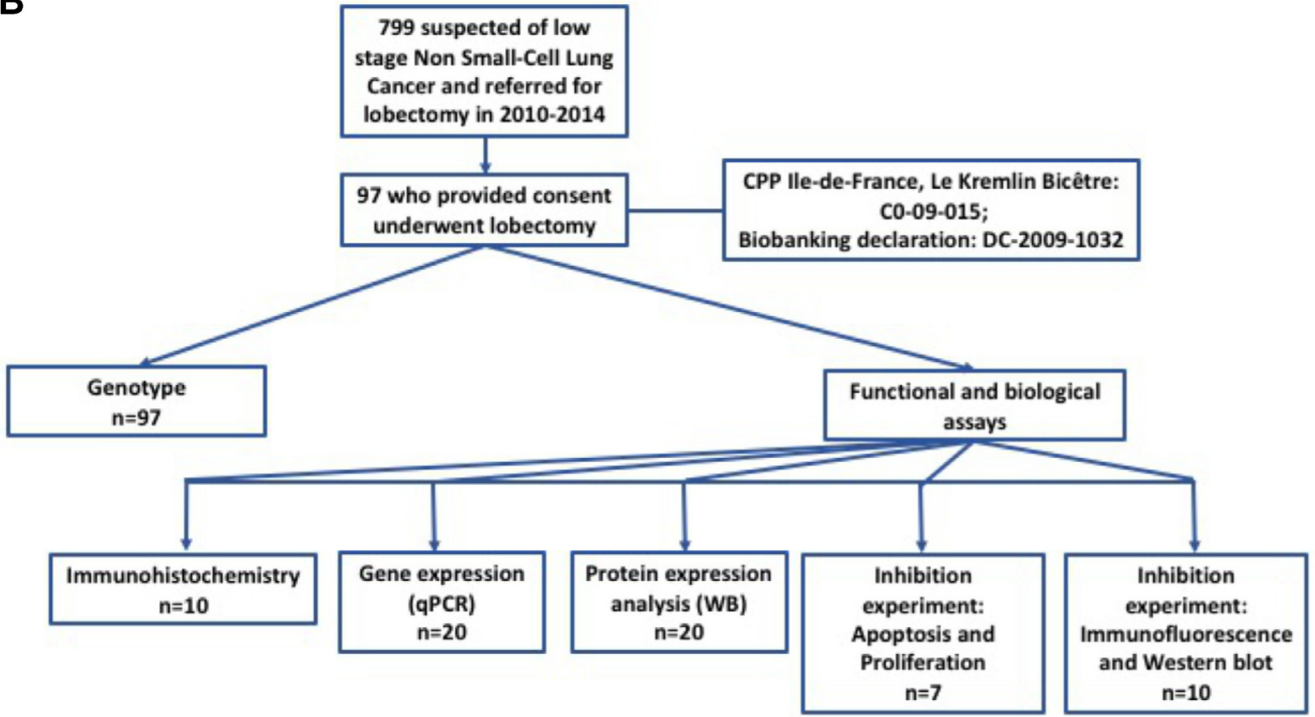 B
799 suspected of low
stage Non Small-Cell Lung
Cancer and referred for
lobectomy in 2010-2014
97 who provided consent
underwent lobectomy
CPP Ile-de-France, Le Kremlin Bicêtre:
C0-09-015;
Biobanking declaration: DC-2009-1032
Genotype
n=97
Functional and biological
assays
Immunohistochemistry
n=10
Gene expression
(qPCR)
n=20
Protein expression
analysis (WB)
n=20
Inhibition
experiment:
Apoptosis and
Proliferation
n=7
Inhibition
experiment:
Immunofluorescence
and Western blot
n=10